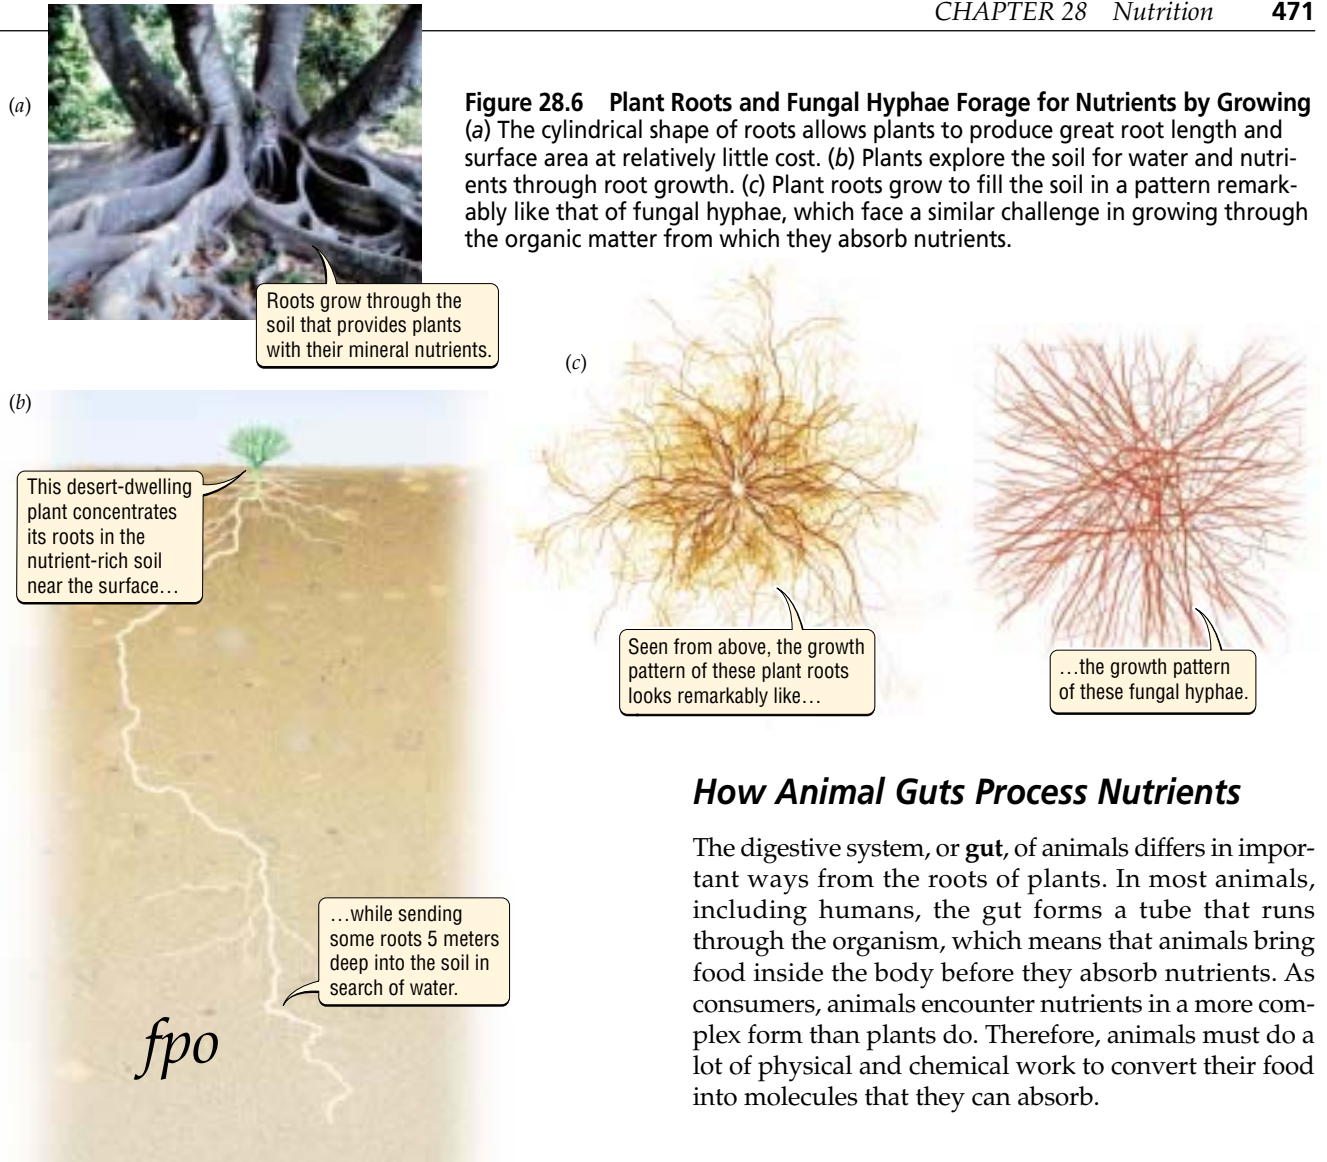 CHAPTER 28 Nutrition 471
(a)
Figure 28.6 Plant Roots and Fungal Hyphae Forage for Nutrients by Growing
(a) The cylindrical shape of roots allows plants to produce great root length and
surface area at relatively little cost. (b) Plants explore the soil for water and nutri-
ents through root growth. (c) Plant roots grow to fill the soil in a pattern remark-
ably like that of fungal hyphae, which face a similar challenge in growing through
the organic matter from which they absorb nutrients.
Roots grow through the
soil that provides plants
with their mineral nutrients.
(b)
This desert-dwelling
plant concentrates
its roots in the
nutrient-rich soil
near the surface…
…while sending
some roots 5 meters
deep into the soil in
search of water.
fpo
(c)
Seen from above, the growth
pattern of these plant roots
looks remarkably like…
…the growth pattern
of these fungal hyphae.
How Animal Guts Process Nutrients
The digestive system, or gut, of animals differs in impor-
tant ways from the roots of plants. In most animals,
including humans, the gut forms a tube that runs
through the organism, which means that animals bring
food inside the body before they absorb nutrients. As
consumers, animals encounter nutrients in a more com-
plex form than plants do. Therefore, animals must do a
lot of physical and chemical work to convert their food
into molecules that they can absorb.